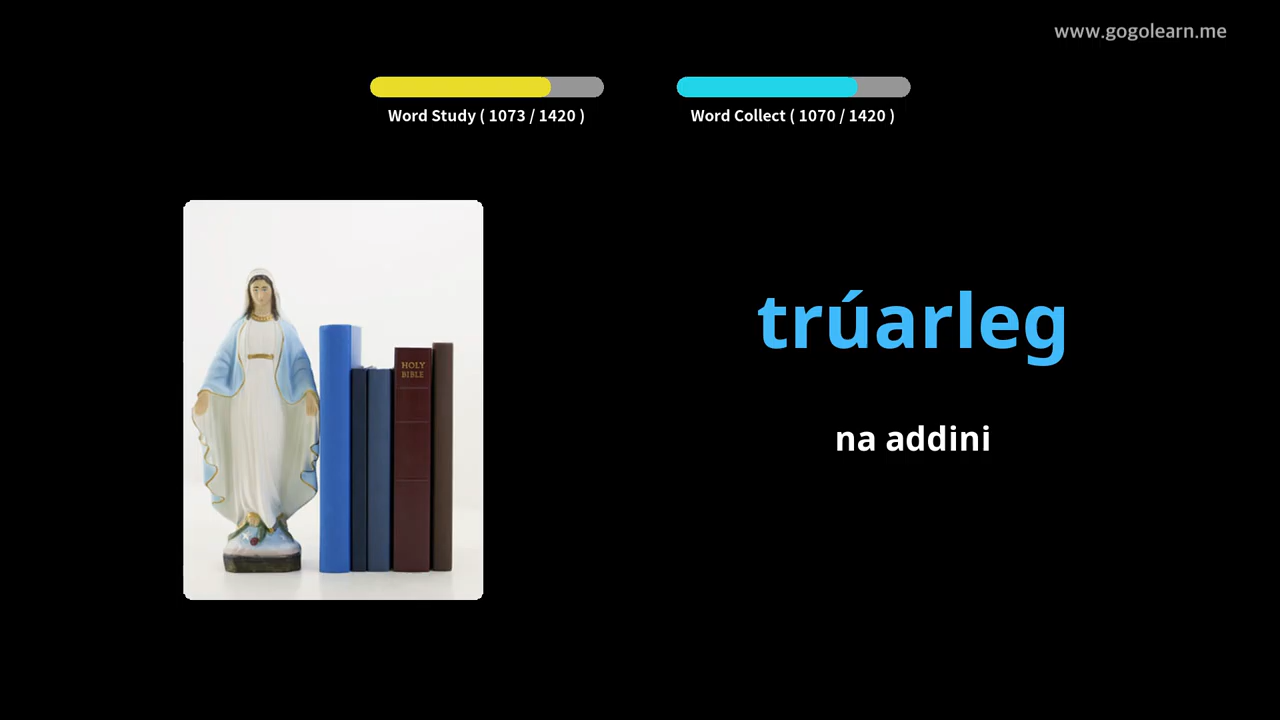 www.gogolearn.me
Word Study ( 1073 / 1420 )
Word Collect ( 1070 / 1420 )
HOLY
BIBLE
trúarleg
na addini